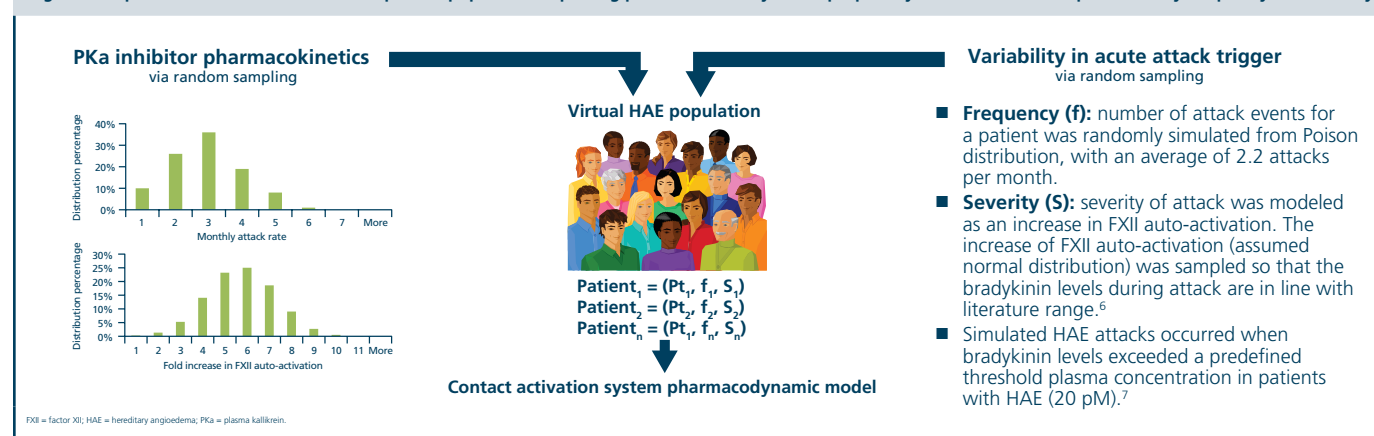 PKa inhibitor pharmacokinetics
via random sampling
Distribution percentage
40%
30%
20%
10%
0%
1 2 3 4 5 6 7 More
Monthly attack rate
Distribution percentage
30%
25%
20%
15%
10%
5%
0%
1 2 3 4 5 6 7 8 9 10 11 More
Fold increase in FXII auto-activation
Virtual HAE population
Patient₁ = (Pt₁, f₁, S₁)
Patient₂ = (Pt₂, f₂, S₂)
Patientₙ = (Pt₁, fₙ, Sₙ)
Contact activation system pharmacodynamic model
Variability in acute attack trigger
via random sampling
■ Frequency (f): number of attack events for
a patient was randomly simulated from Poison
distribution, with an average of 2.2 attacks
per month.
■ Severity (S): severity of attack was modeled
as an increase in FXII auto-activation. The
increase of FXII auto-activation (assumed
normal distribution) was sampled so that the
bradykinin levels during attack are in line with
literature range.⁶
■ Simulated HAE attacks occurred when
bradykinin levels exceeded a predefined
threshold plasma concentration in patients
with HAE (20 pM).⁷
FXII = factor XII; HAE = hereditary angioedema; PKa = plasma kallikrein.